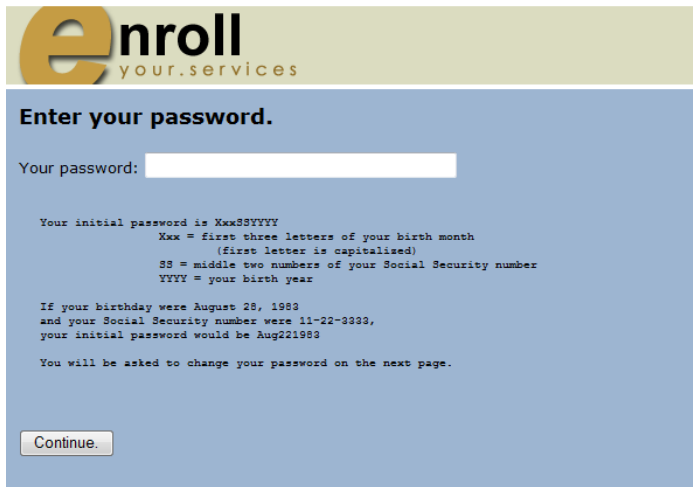 enroll
your.services
Enter your password.
Your password:
Your initial password is XxxSSYYYY
Xxx = first three letters of your birth month
(first letter is capitalized)
SS = middle two numbers of your Social Security number
YYYY = your birth year
If your birthday were August 28, 1983
and your Social Security number were 11-22-3333,
your initial password would be Aug221983
You will be asked to change your password on the next page.
Continue.